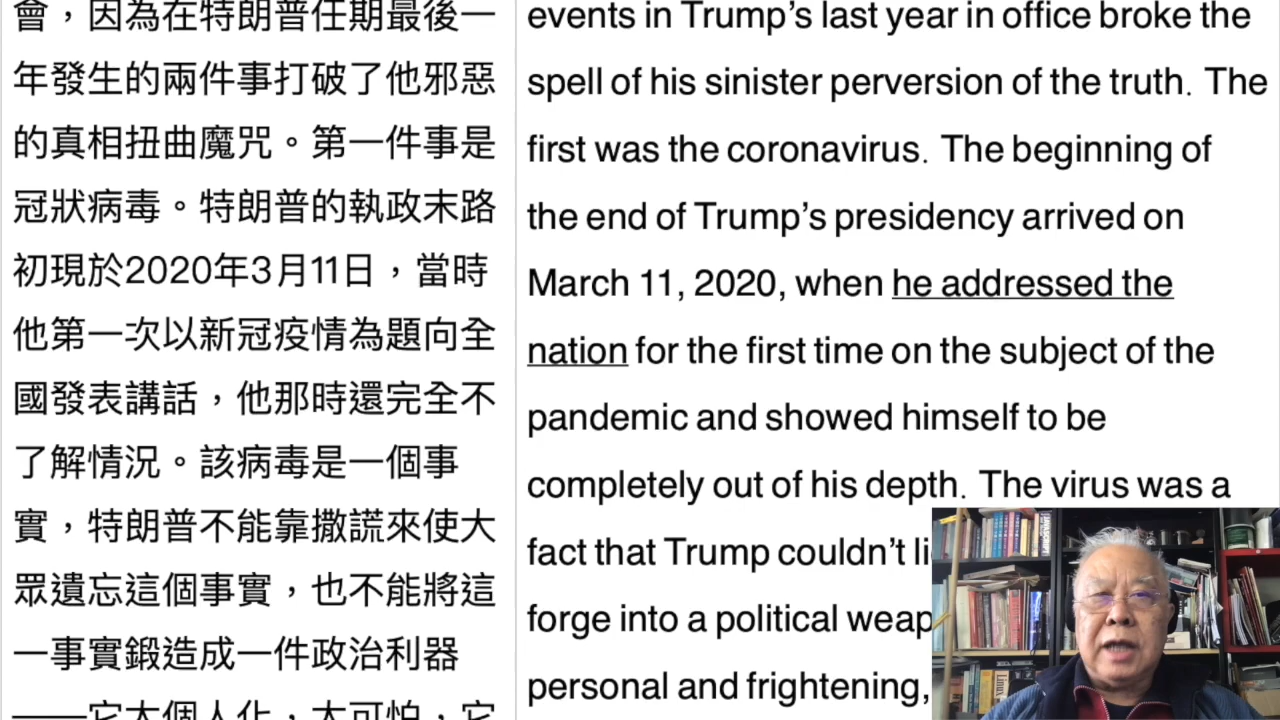 會，因為在特朗普任期最後一
年發生的兩件事打破了他邪惡
的真相扭曲魔咒。第一件事是
冠狀病毒。特朗普的執政末路
初現於2020年3月11日，當時
他第一次以新冠疫情為題向全
國發表講話，他那時還完全不
了解情況。該病毒是一個事
實，特朗普不能靠撒謊來使大
眾遺忘這個事實，也不能將這
一事實鍛造成一件政治利器
——它太個人化，太可怕，它
events in Trump’s last year in office broke the
spell of his sinister perversion of the truth. The
first was the coronavirus. The beginning of
the end of Trump’s presidency arrived on
March 11, 2020, when he addressed the
nation for the first time on the subject of the
pandemic and showed himself to be
completely out of his depth. The virus was a
fact that Trump couldn’t
forge into a political
personal and frightening,
Linux